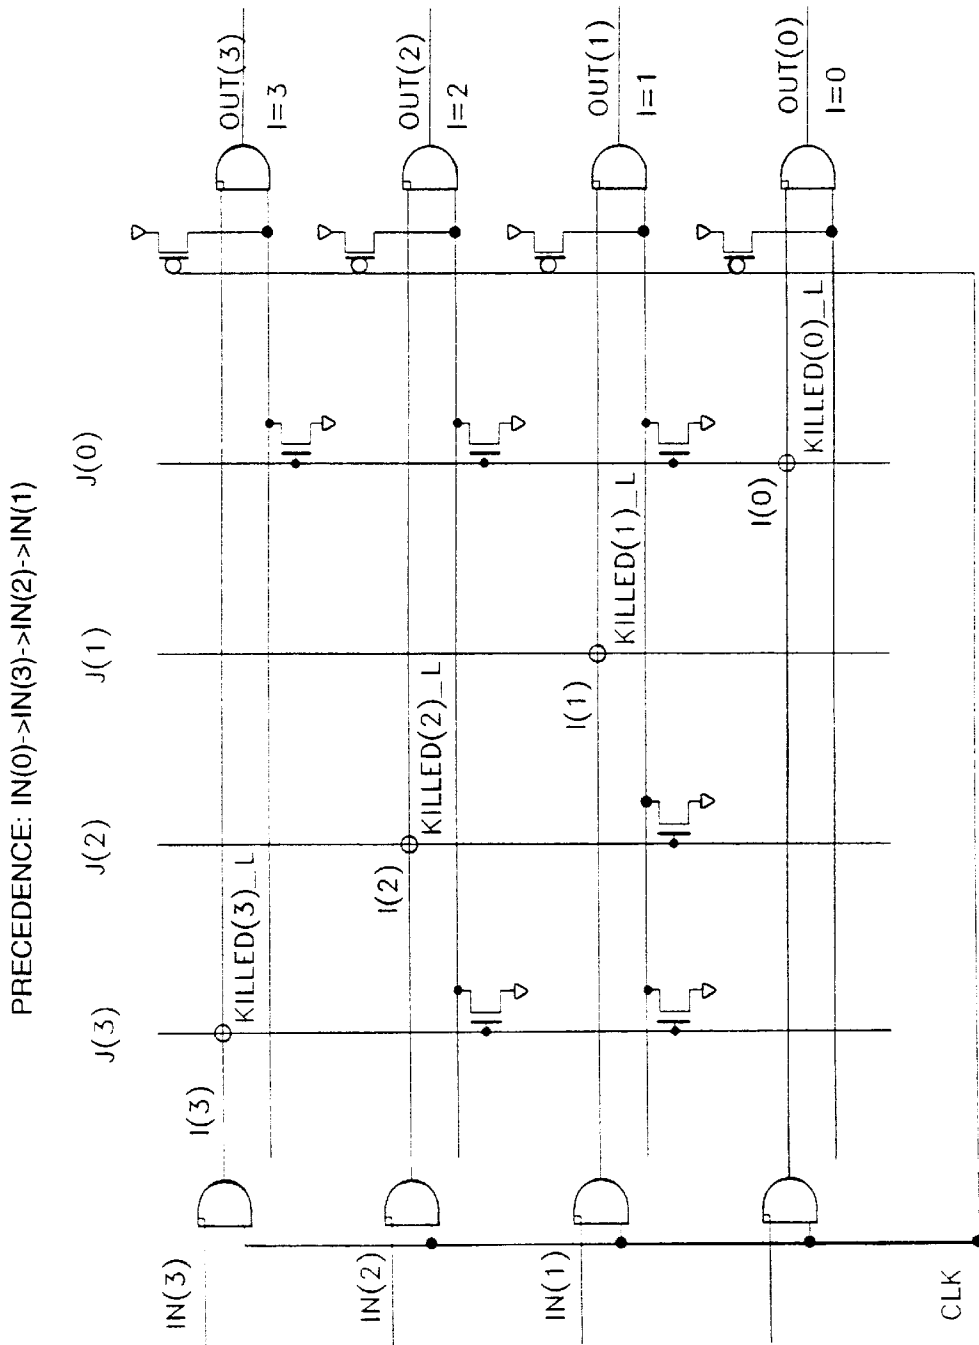 PRECEDENCE: IN(0)->IN(3)->IN(2)->IN(1)
J(3)
J(2)
J(1)
J(0)
IN(3)
I(3)
KILLED(3)_L
OUT(3)
I=3
IN(2)
I(2)
KILLED(2)_L
OUT(2)
I=2
IN(1)
I(1)
KILLED(1)_L
OUT(1)
I=1
I(0)
KILLED(0)_L
OUT(0)
I=0
CLK